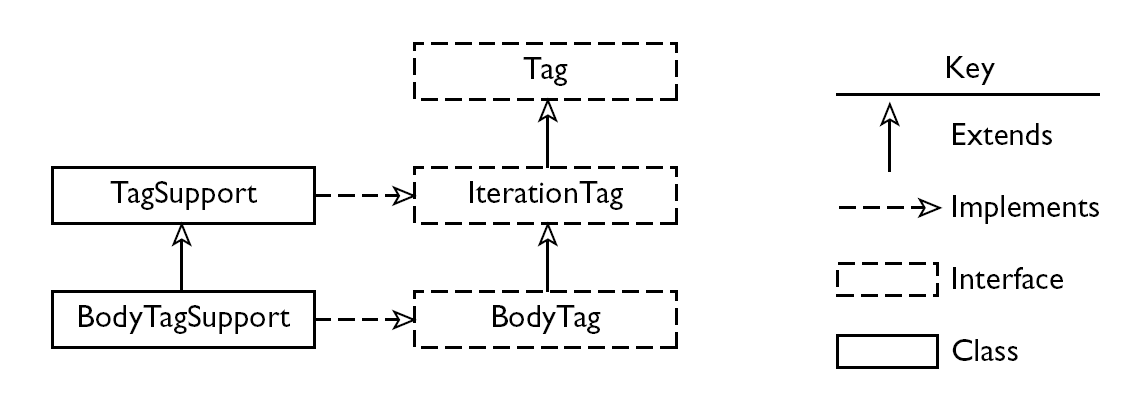 Tag
TagSupport
IterationTag
BodyTagSupport
BodyTag
Key
Extends
Implements
Interface
Class